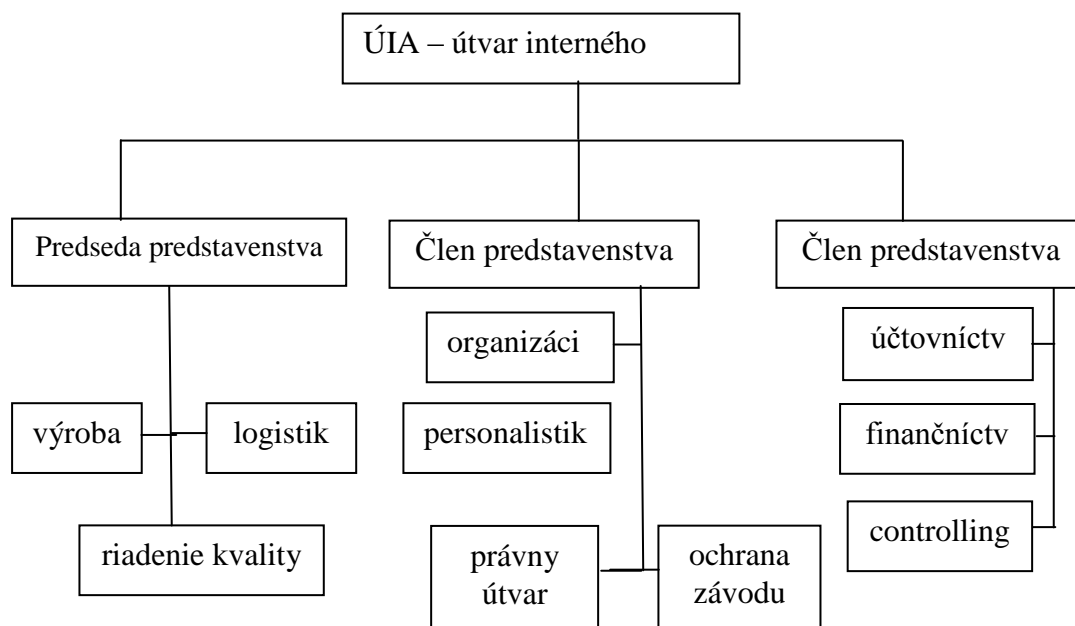 ÚIA – útvar interného
Predseda predstavenstva
Člen predstavenstva
Člen predstavenstva
organizáci
účtovníctv
výroba
logistik
personalistik
finančníctv
riadenie kvality
právny
útvar
ochrana
závodu
controlling